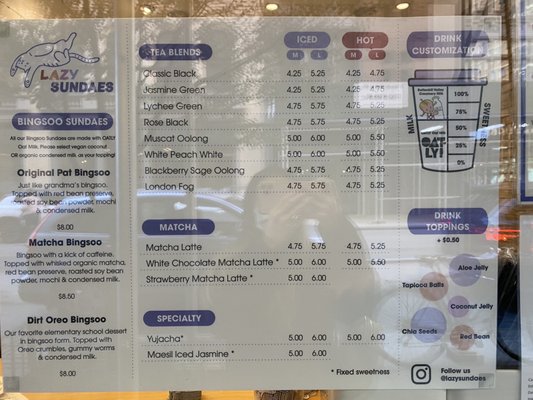 LAZY
SUNDAES
BINGSOO SUNDAES
All our Bingsoo Sundaes are made with OATLY
Oat Milk, Please select vegan coconut
OR organic condensed milk, as your topping!
Original Pat Bingsoo
Just like grandma's bingsoo.
Topped with red bean preserve,
roasted soy bean powder, mochi
& condensed milk.
$8.00
Matcha Bingsoo
Bingsoo with a kick of caffeine.
Topped with whisked organic matcha,
red bean preserve, roasted soy bean
powder, mochi & condensed milk.
$8.50
Dirt Oreo Bingsoo
Our favorite elementary school dessert
in bingsoo form. Topped with
Oreo crumbles, gummy worms
& condensed milk.
$8.00
ICED HOT
TEA BLENDS M L M L
Classic Black 4.25 5.25 4.25 4.75
Jasmine Green 4.25 5.25 4.25 4.75
Lychee Green 4.75 5.25 4.75 5.25
Rose Black 4.75 5.25 4.75 5.25
Muscat Oolong 5.00 6.00 5.00 5.50
White Peach White 5.00 6.00 5.00 5.50
Blackberry Sage Oolong 4.75 5.25 4.75 5.25
London Fog 4.75 5.75 4.75 5.25
MATCHA
Matcha Latte 4.75 5.75 4.75 5.25
White Chocolate Matcha Latte * 5.00 6.00 5.00 5.50
Strawberry Matcha Latte * 5.00 6.00
SPECIALTY
Yujacha* 5.00 6.00 5.00 6.00
Maesil Iced Jasmine * 5.00 6.00
* Fixed sweetness
DRINK
CUSTOMIZATION
MILK
OAT
LY!
100%
75%
50%
25%
0%
SWEETNESS
DRINK
TOPPINGS
+ $0.50
Aloe Jelly
Tapioca Balls
Coconut Jelly
Chia Seeds
Red Bean
Follow us
@lazysundaes